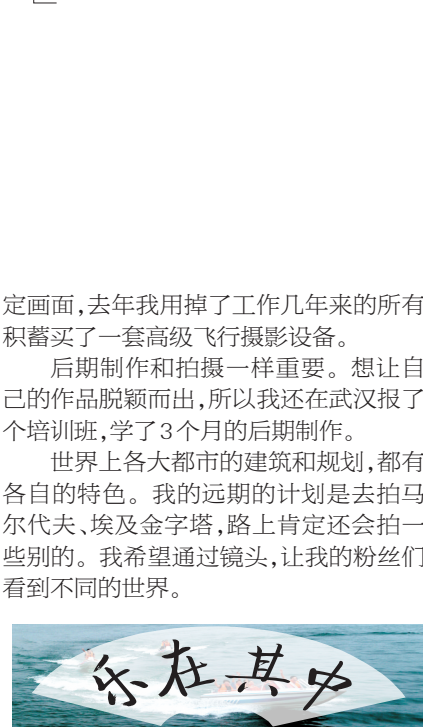 定画面,去年我用掉了工作几年来的所有
积蓄买了一套高级飞行摄影设备。
后期制作和拍摄一样重要。想让自
己的作品脱颖而出,所以我还在武汉报了
个培训班,学了3个月的后期制作。
世界上各大都市的建筑和规划,都有
各自的特色。我的远期的计划是去拍马
尔代夫、埃及金字塔,路上肯定还会拍一
些别的。我希望通过镜头,让我的粉丝们
看到不同的世界。
乐在其中